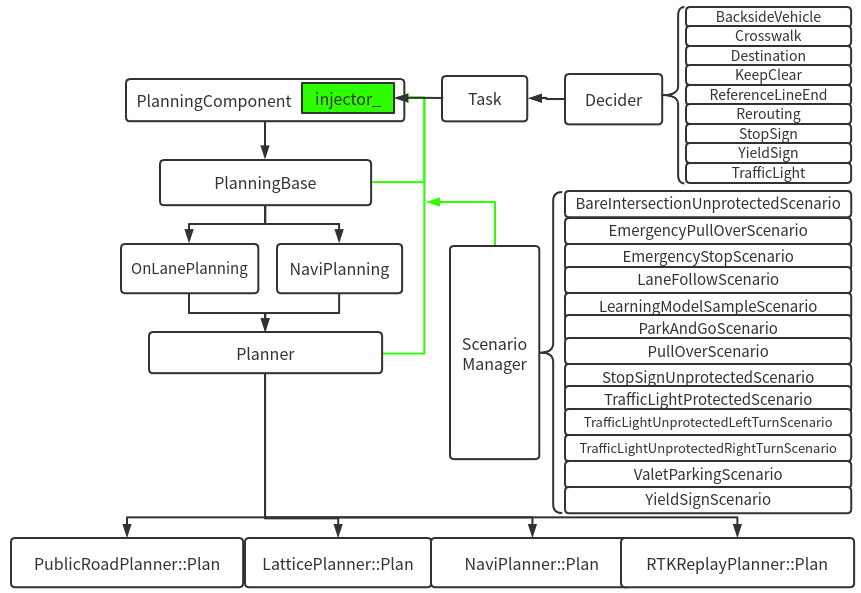 BacksideVehicle
Crosswalk
Destination
KeepClear
ReferenceLineEnd
Rerouting
StopSign
YieldSign
TrafficLight
PlanningComponent
injector_
Task
Decider
PlanningBase
OnLanePlanning
NaviPlanning
Planner
Scenario
Manager
BareIntersectionUnprotectedScenario
EmergencyPullOverScenario
EmergencyStopScenario
LaneFollowScenario
LearningModelSampleScenario
ParkAndGoScenario
PullOverScenario
StopSignUnprotectedScenario
TrafficLightProtectedScenario
TrafficLightUnprotectedLeftTurnScenario
TrafficLightUnprotectedRightTurnScenario
ValetParkingScenario
YieldSignScenario
PublicRoadPlanner::Plan
LatticePlanner::Plan
NaviPlanner::Plan
RTKReplayPlanner::Plan